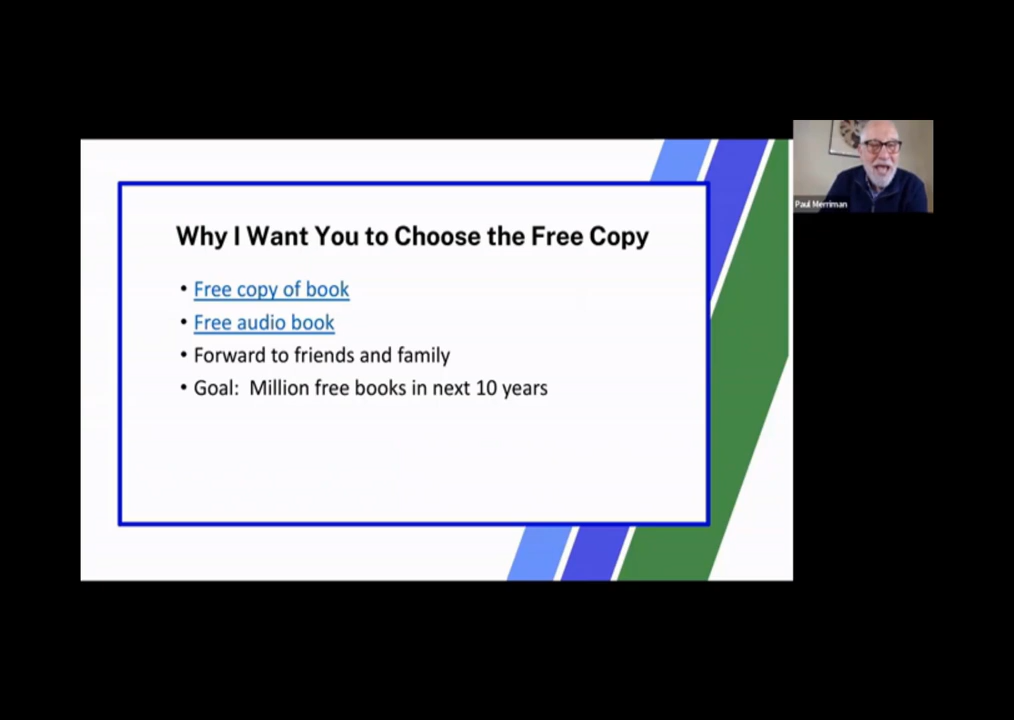 Why I Want You to Choose the Free Copy
• Free copy of book
• Free audio book
• Forward to friends and family
• Goal:  Million free books in next 10 years
Paul Merriman